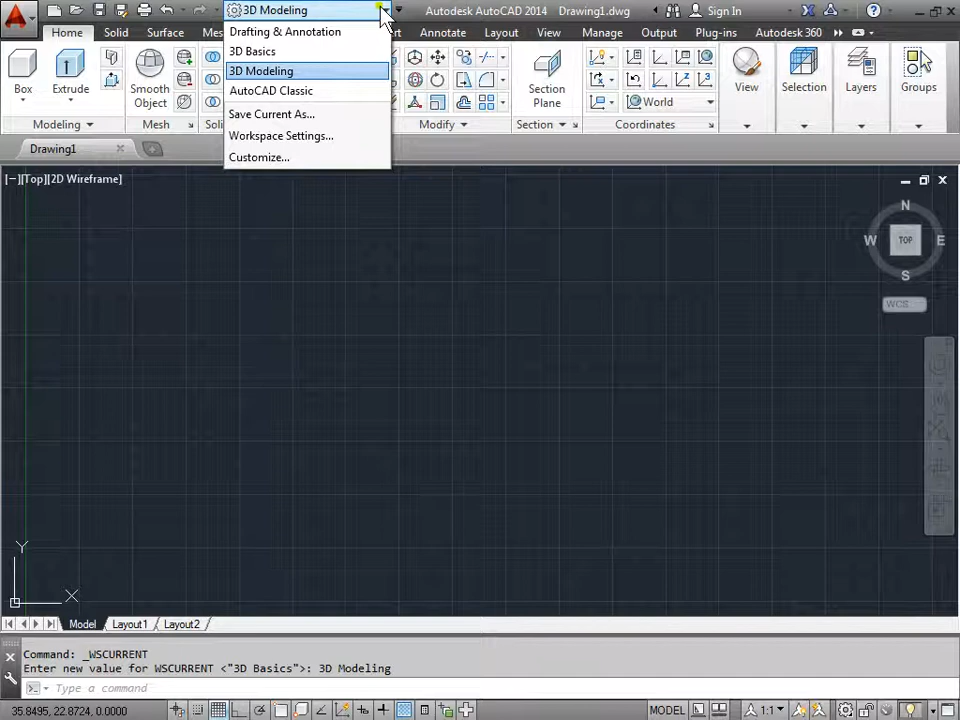 3D Modeling
Autodesk AutoCAD 2014 Drawing1.dwg
Sign In
Home Solid Surface Mes
rt Annotate Layout View Manage Output Plug-ins Autodesk 360
Drafting & Annotation
3D Basics
3D Modeling
AutoCAD Classic
Save Current As...
Workspace Settings...
Customize...
Box
Extrude
Smooth
Object
Section
Plane
World
View
Selection
Layers
Groups
Modeling
Mesh
Soli
Modify
Section
Coordinates
Drawing1
[−][Top][2D Wireframe]
N
W
TOP
E
S
WCS
Y
X
Model Layout1 Layout2
Command: _WSCURRENT
Enter new value for WSCURRENT <"3D Basics">: 3D Modeling
Type a command
35.8495, 22.8724, 0.0000
MODEL
1:1